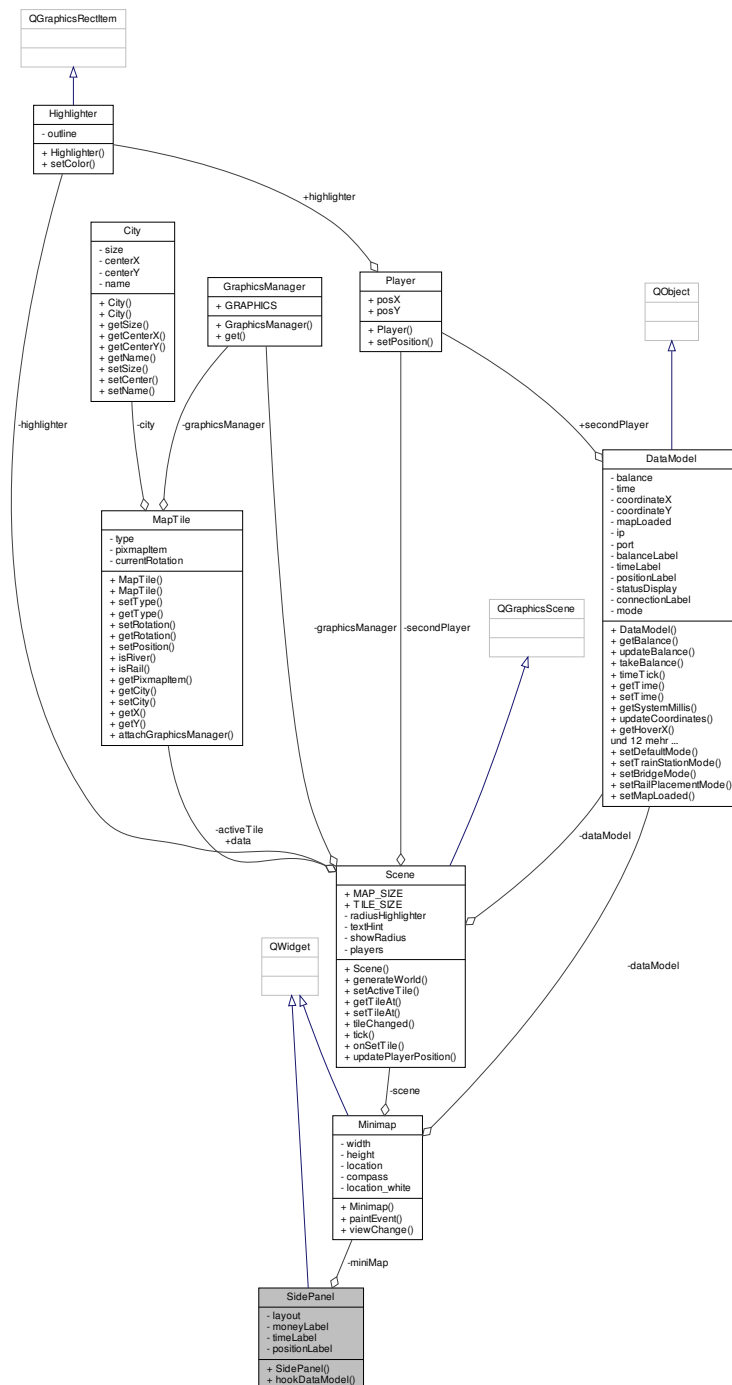 QGraphicsRectItem
Highlighter
- outline
+ Highlighter()
+ setColor()
+highlighter
City
- size
- centerX
- centerY
- name
+ City()
+ City()
+ getSize()
+ getCenterX()
+ getCenterY()
+ getName()
+ setSize()
+ setCenter()
+ setName()
GraphicsManager
+ GRAPHICS
+ GraphicsManager()
+ get()
Player
+ posX
+ posY
+ Player()
+ setPosition()
QObject
-highlighter
-city
-graphicsManager
+secondPlayer
DataModel
- balance
- time
- coordinateX
- coordinateY
- mapLoaded
- ip
- port
- balanceLabel
- timeLabel
- positionLabel
- statusDisplay
- connectionLabel
- mode
+ DataModel()
+ getBalance()
+ updateBalance()
+ takeBalance()
+ timeTick()
+ getTime()
+ setTime()
+ getSystemMillis()
+ updateCoordinates()
+ getHoverX()
und 12 mehr ...
+ setDefaultMode()
+ setTrainStationMode()
+ setBridgeMode()
+ setRailPlacementMode()
+ setMapLoaded()
MapTile
- type
- pixmapItem
- currentRotation
+ MapTile()
+ MapTile()
+ setType()
+ getType()
+ setRotation()
+ getRotation()
+ setPosition()
+ isRiver()
+ isRail()
+ getPixmapItem()
+ getCity()
+ setCity()
+ getX()
+ getY()
+ attachGraphicsManager()
-graphicsManager
-secondPlayer
QGraphicsScene
-activeTile
+data
-dataModel
Scene
+ MAP_SIZE
+ TILE_SIZE
- radiusHighlighter
- textHint
- showRadius
- players
+ Scene()
+ generateWorld()
+ setActiveTile()
+ getTileAt()
+ setTileAt()
+ tileChanged()
+ tick()
+ onSetTile()
+ updatePlayerPosition()
QWidget
-dataModel
-scene
Minimap
- width
- height
- location
- compass
- location_white
+ Minimap()
+ paintEvent()
+ viewChange()
-miniMap
SidePanel
- layout
- moneyLabel
- timeLabel
- positionLabel
+ SidePanel()
+ hookDataModel()